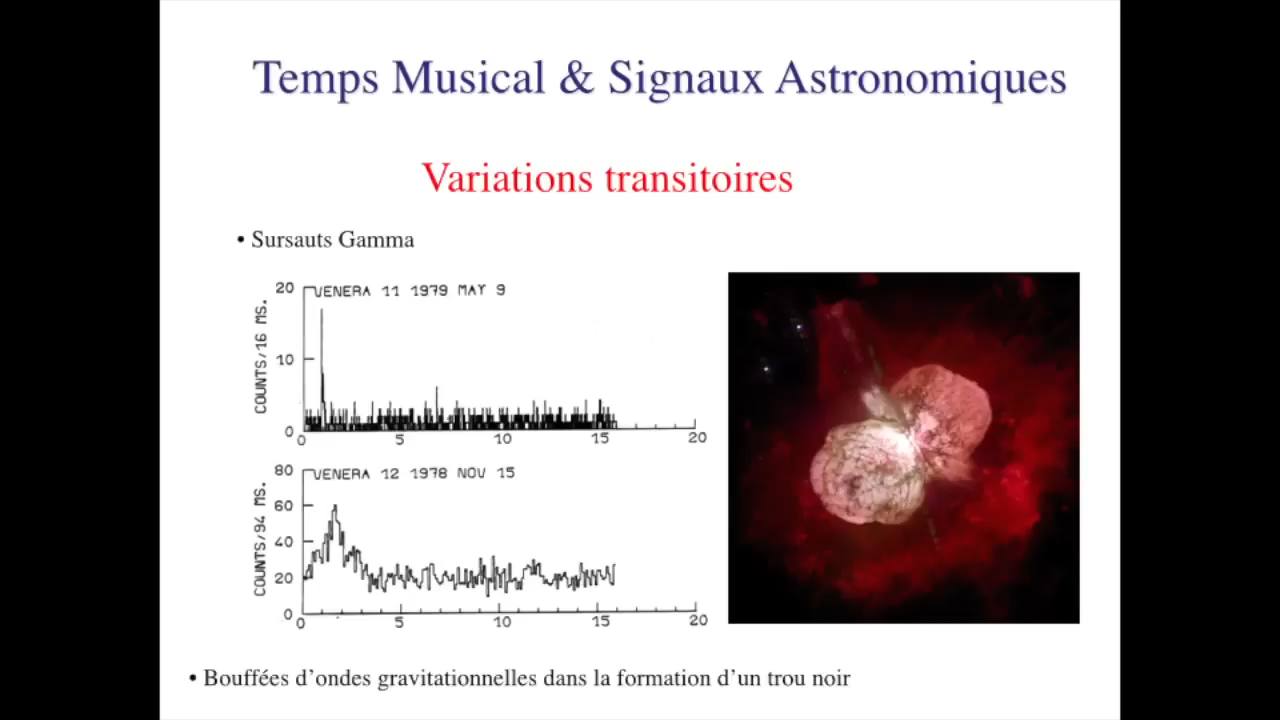 Temps Musical & Signaux Astronomiques
Variations transitoires
• Sursauts Gamma
20 VENERA 11 1979 MAY 9
COUNTS/16 MS.
10
0
0 5 10 15 20
80 VENERA 12 1978 NOV 15
COUNTS/94 MS.
60
40
20
0
0 5 10 15 20
• Bouffées d'ondes gravitationnelles dans la formation d'un trou noir